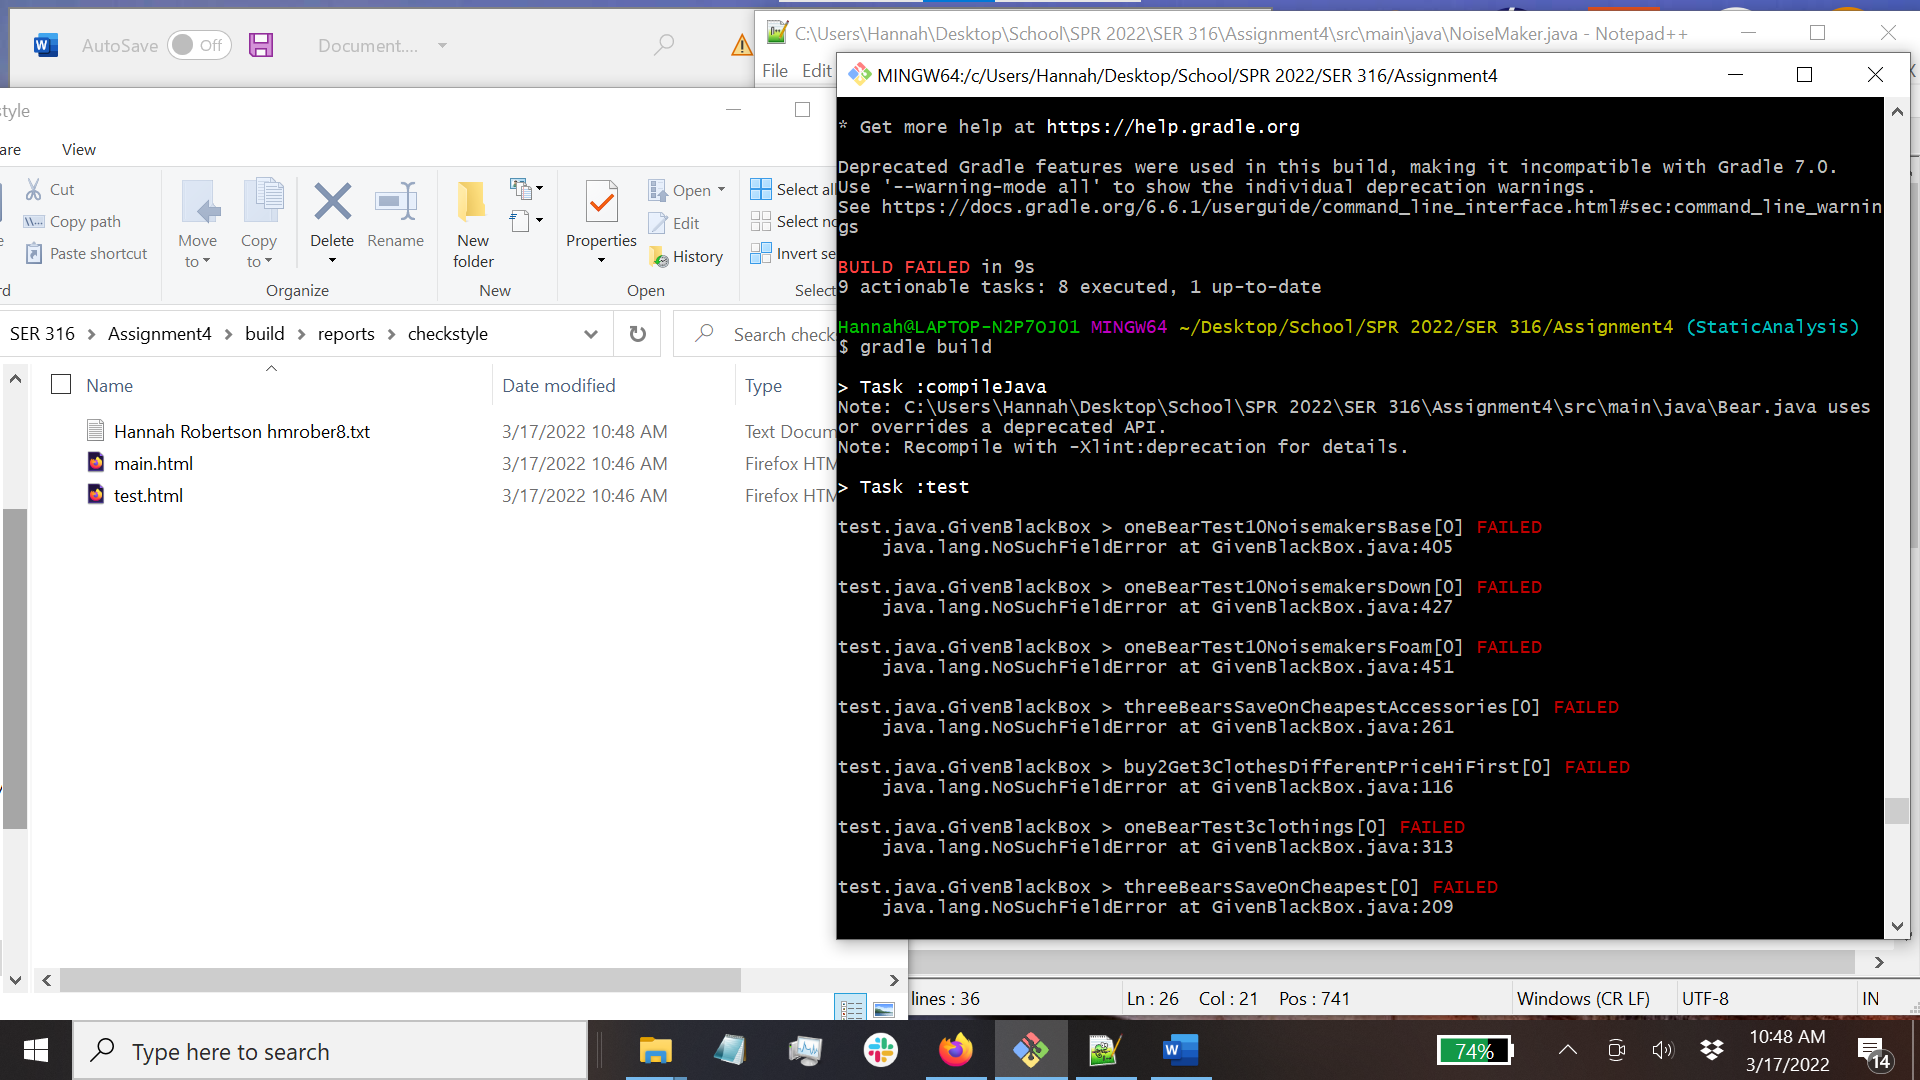 AutoSave
Off
Document....
C:\Users\Hannah\Desktop\School\SPR 2022\SER 316\Assignment4\src\main\java\NoiseMaker.java - Notepad++
File Edit
MINGW64:/c/Users/Hannah/Desktop/School/SPR 2022/SER 316/Assignment4
tyle
are
View
Cut
Copy path
Paste shortcut
Move to
Copy to
Delete
Rename
New folder
Properties
Open
Edit
History
Select all
Select no
Invert se
rd
Organize
New
Open
Select
SER 316 > Assignment4 > build > reports > checkstyle
Search check
Name
Date modified
Type
Hannah Robertson hmrober8.txt 3/17/2022 10:48 AM Text Docum
main.html 3/17/2022 10:46 AM Firefox HTM
test.html 3/17/2022 10:46 AM Firefox HTM
* Get more help at https://help.gradle.org
Deprecated Gradle features were used in this build, making it incompatible with Gradle 7.0.
Use '--warning-mode all' to show the individual deprecation warnings.
See https://docs.gradle.org/6.6.1/userguide/command_line_interface.html#sec:command_line_warnin
gs
BUILD FAILED in 9s
9 actionable tasks: 8 executed, 1 up-to-date
Hannah@LAPTOP-N2P7OJO1 MINGW64 ~/Desktop/School/SPR 2022/SER 316/Assignment4 (StaticAnalysis)
$ gradle build
> Task :compileJava
Note: C:\Users\Hannah\Desktop\School\SPR 2022\SER 316\Assignment4\src\main\java\Bear.java uses
or overrides a deprecated API.
Note: Recompile with -Xlint:deprecation for details.
> Task :test
test.java.GivenBlackBox > oneBearTest10NoisemakersBase[0] FAILED
java.lang.NoSuchFieldError at GivenBlackBox.java:405
test.java.GivenBlackBox > oneBearTest10NoisemakersDown[0] FAILED
java.lang.NoSuchFieldError at GivenBlackBox.java:427
test.java.GivenBlackBox > oneBearTest10NoisemakersFoam[0] FAILED
java.lang.NoSuchFieldError at GivenBlackBox.java:451
test.java.GivenBlackBox > threeBearsSaveOnCheapestAccessories[0] FAILED
java.lang.NoSuchFieldError at GivenBlackBox.java:261
test.java.GivenBlackBox > buy2Get3ClothesDifferentPriceHiFirst[0] FAILED
java.lang.NoSuchFieldError at GivenBlackBox.java:116
test.java.GivenBlackBox > oneBearTest3clothings[0] FAILED
java.lang.NoSuchFieldError at GivenBlackBox.java:313
test.java.GivenBlackBox > threeBearsSaveOnCheapest[0] FAILED
java.lang.NoSuchFieldError at GivenBlackBox.java:209
lines : 36
Ln : 26 Col : 21 Pos : 741
Windows (CR LF)
UTF-8
IN
Type here to search
74%
10:48 AM
3/17/2022
14